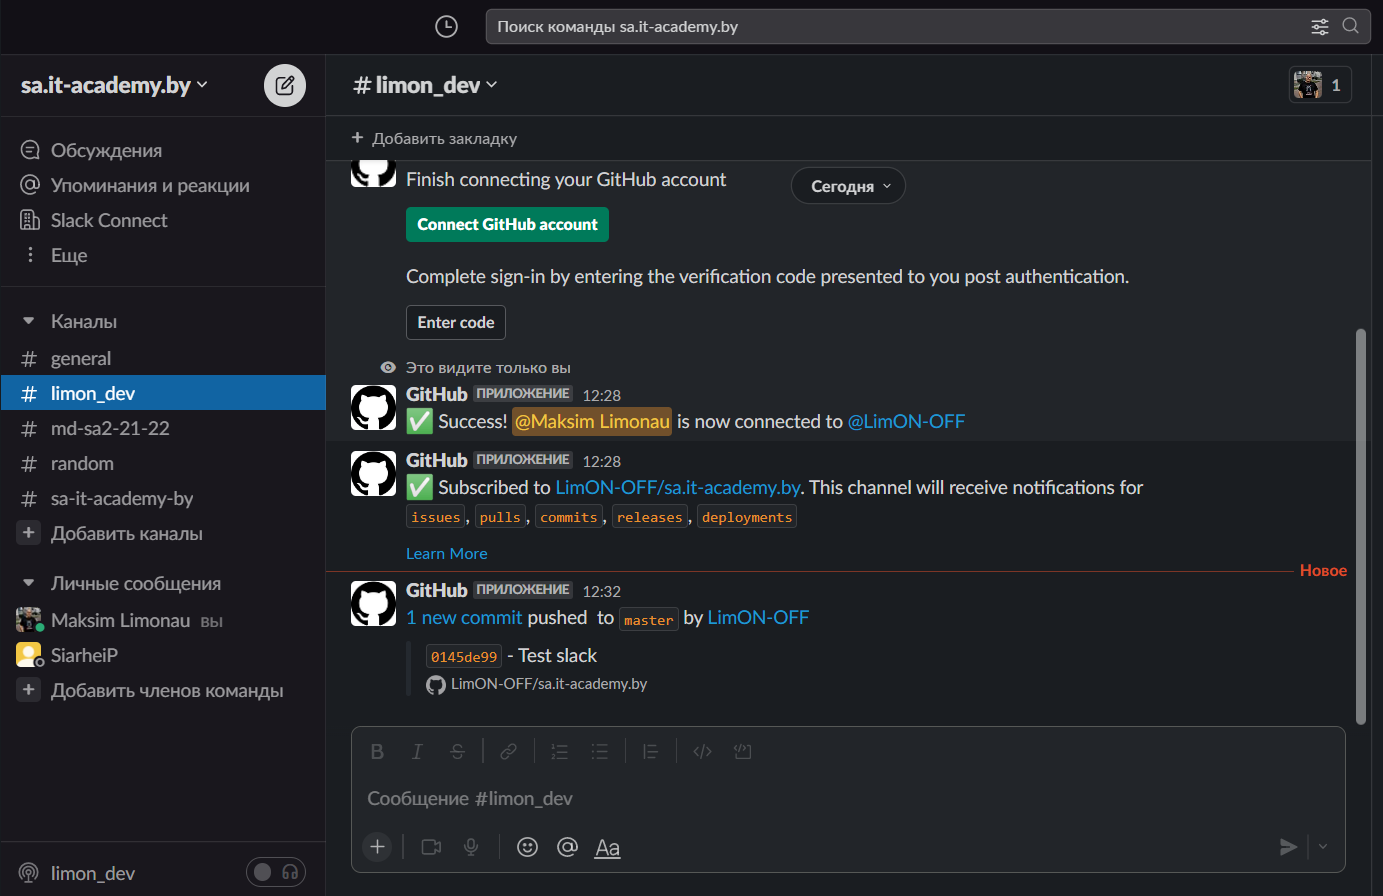 Поиск команды sa.it-academy.by
sa.it-academy.by
Обсуждения
Упоминания и реакции
Slack Connect
Еще
Каналы
# general
# limon_dev
# md-sa2-21-22
# random
# sa-it-academy-by
+ Добавить каналы
Личные сообщения
Maksim Limonau вы
SiarheiP
+ Добавить членов команды
limon_dev
# limon_dev
1
+ Добавить закладку
Finish connecting your GitHub account
Сегодня
Connect GitHub account
Complete sign-in by entering the verification code presented to you post authentication.
Enter code
Это видите только вы
GitHub ПРИЛОЖЕНИЕ 12:28
✅ Success! @Maksim Limonau is now connected to @LimON-OFF
GitHub ПРИЛОЖЕНИЕ 12:28
✅ Subscribed to LimON-OFF/sa.it-academy.by. This channel will receive notifications for
issues, pulls, commits, releases, deployments
Learn More
Новое
GitHub ПРИЛОЖЕНИЕ 12:32
1 new commit pushed to master by LimON-OFF
0145de99 - Test slack
LimON-OFF/sa.it-academy.by
B I S
Сообщение #limon_dev
+ @ Aa